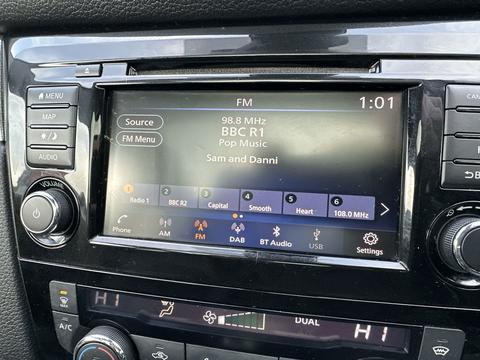 FM 1:01
MENU
MAP
AUDIO
VOLUME
Source
FM Menu
98.8 MHz
BBC R1
Pop Music
Sam and Danni
1 2 3 4 5 6
Radio 1 BBC R2 Capital Smooth Heart 108.0 MHz
Phone AM FM DAB BT Audio USB Settings
A/C
HI DUAL HI